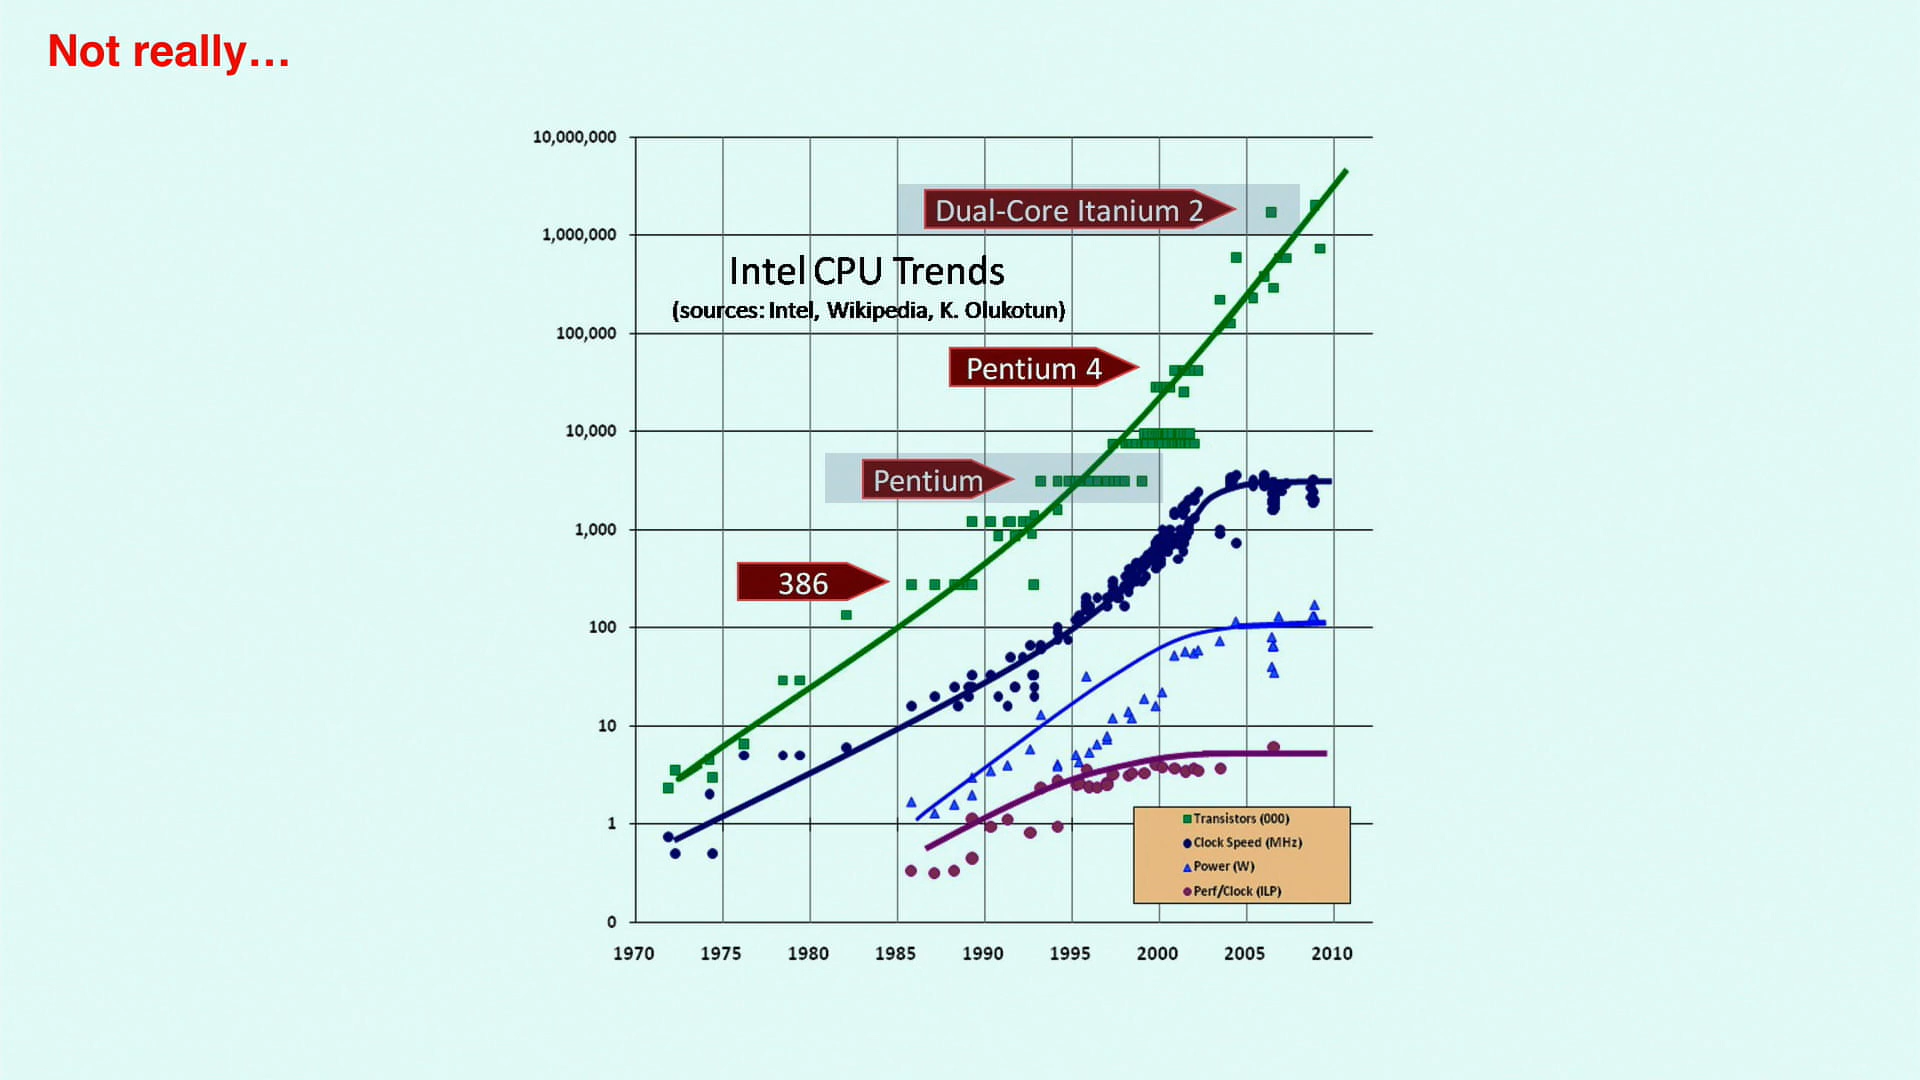 Not really…
10,000,000
Dual-Core Itanium 2
1,000,000
Intel CPU Trends
(sources: Intel, Wikipedia, K. Olukotun)
100,000
Pentium 4
10,000
Pentium
1,000
386
100
10
1
Transistors (000)
Clock Speed (MHz)
Power (W)
Perf/Clock (ILP)
0
1970 1975 1980 1985 1990 1995 2000 2005 2010